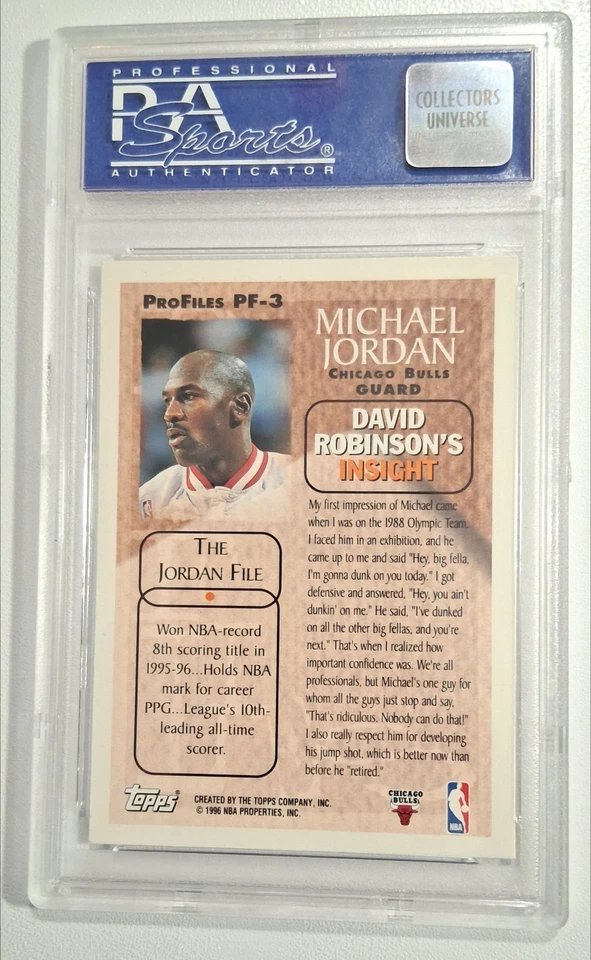 PROFESSIONAL
PSA
Sports®
AUTHENTICATOR
COLLECTORS
UNIVERSE
PROFILES PF-3
MICHAEL
JORDAN
CHICAGO BULLS
GUARD
DAVID
ROBINSON'S
INSIGHT
My first impression of Michael came
when I was on the 1988 Olympic Team.
I faced him in an exhibition, and he
came up to me and said "Hey, big fella,
I'm gonna dunk on you today." I got
defensive and answered, "Hey, you ain't
dunkin' on me." He said, "I've dunked
on all the other big fellas, and you're
next." That's when I realized how
important confidence was. We're all
professionals, but Michael's one guy for
whom all the guys just stop and say,
"That's ridiculous. Nobody can do that!"
I also really respect him for developing
his jump shot, which is better now than
before he "retired."
THE
JORDAN FILE
Won NBA-record
8th scoring title in
1995-96...Holds NBA
mark for career
PPG...League's 10th-
leading all-time
scorer.
topps®
CREATED BY THE TOPPS COMPANY, INC.
© 1996 NBA PROPERTIES, INC.
CHICAGO
BULLS
NBA